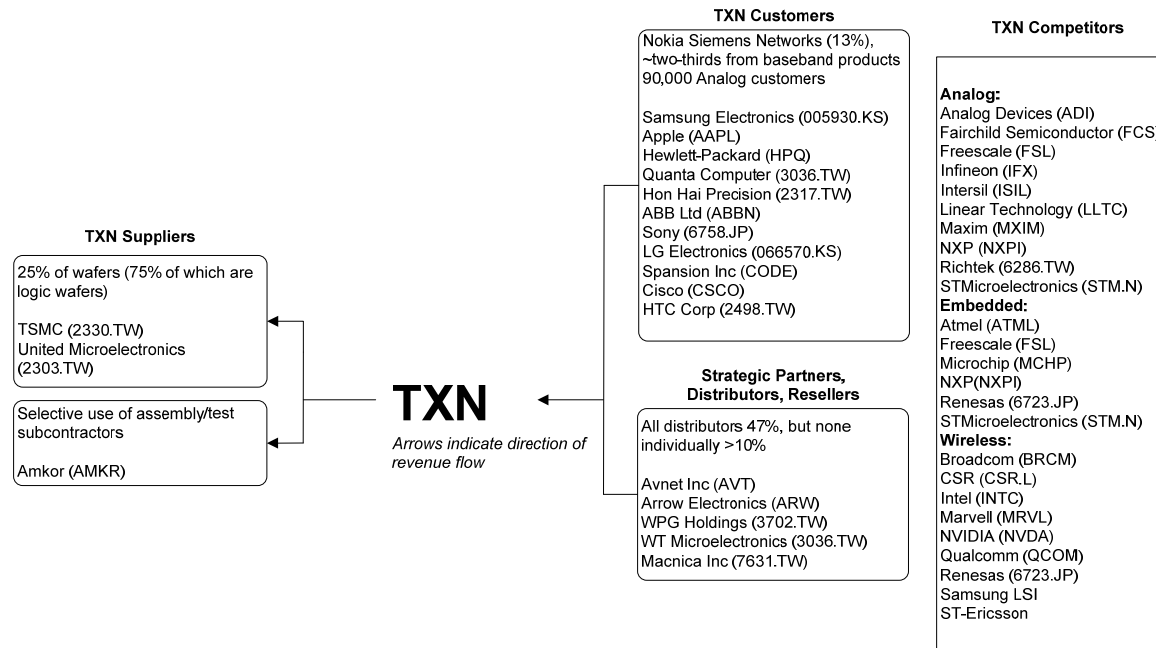 TXN Suppliers
25% of wafers (75% of which are
logic wafers)
TSMC (2330.TW)
United Microelectronics
(2303.TW)
Selective use of assembly/test
subcontractors
Amkor (AMKR)
TXN
Arrows indicate direction of
revenue flow
TXN Customers
Nokia Siemens Networks (13%),
~two-thirds from baseband products
90,000 Analog customers
Samsung Electronics (005930.KS)
Apple (AAPL)
Hewlett-Packard (HPQ)
Quanta Computer (3036.TW)
Hon Hai Precision (2317.TW)
ABB Ltd (ABBN)
Sony (6758.JP)
LG Electronics (066570.KS)
Spansion Inc (CODE)
Cisco (CSCO)
HTC Corp (2498.TW)
Strategic Partners,
Distributors, Resellers
All distributors 47%, but none
individually >10%
Avnet Inc (AVT)
Arrow Electronics (ARW)
WPG Holdings (3702.TW)
WT Microelectronics (3036.TW)
Macnica Inc (7631.TW)
TXN Competitors
Analog:
Analog Devices (ADI)
Fairchild Semiconductor (FCS)
Freescale (FSL)
Infineon (IFX)
Intersil (ISIL)
Linear Technology (LLTC)
Maxim (MXIM)
NXP (NXPI)
Richtek (6286.TW)
STMicroelectronics (STM.N)
Embedded:
Atmel (ATML)
Freescale (FSL)
Microchip (MCHP)
NXP(NXPI)
Renesas (6723.JP)
STMicroelectronics (STM.N)
Wireless:
Broadcom (BRCM)
CSR (CSR.L)
Intel (INTC)
Marvell (MRVL)
NVIDIA (NVDA)
Qualcomm (QCOM)
Renesas (6723.JP)
Samsung LSI
ST-Ericsson